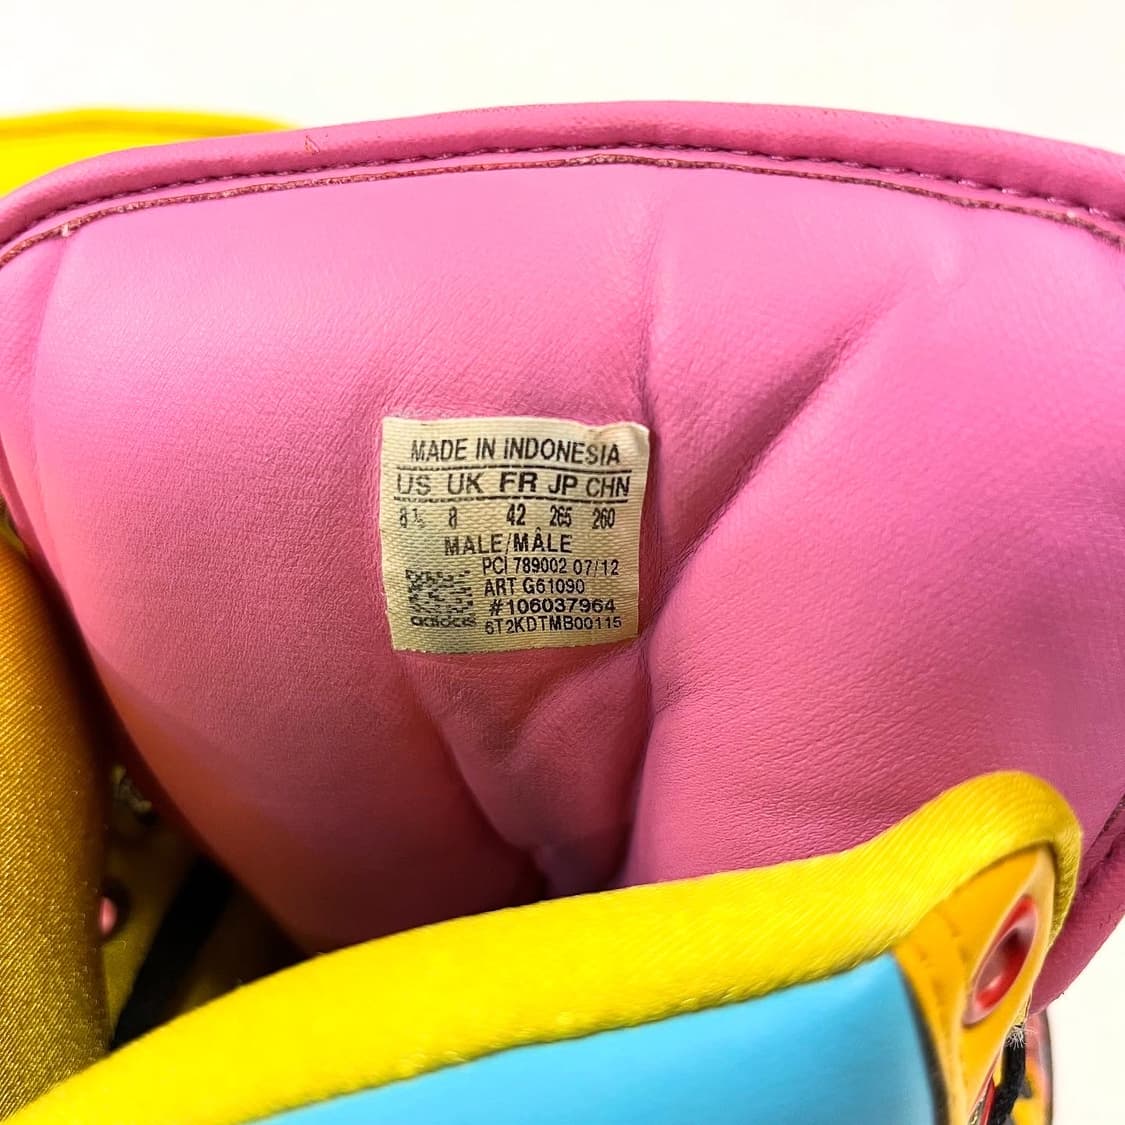 MADE IN INDONESIA
US UK FR JP CHN
8½ 8 42 265 260
MALE/MÂLE
PCI 789002 07/12
ART G61090
#106037964
adidas 6T2KDTMB00115